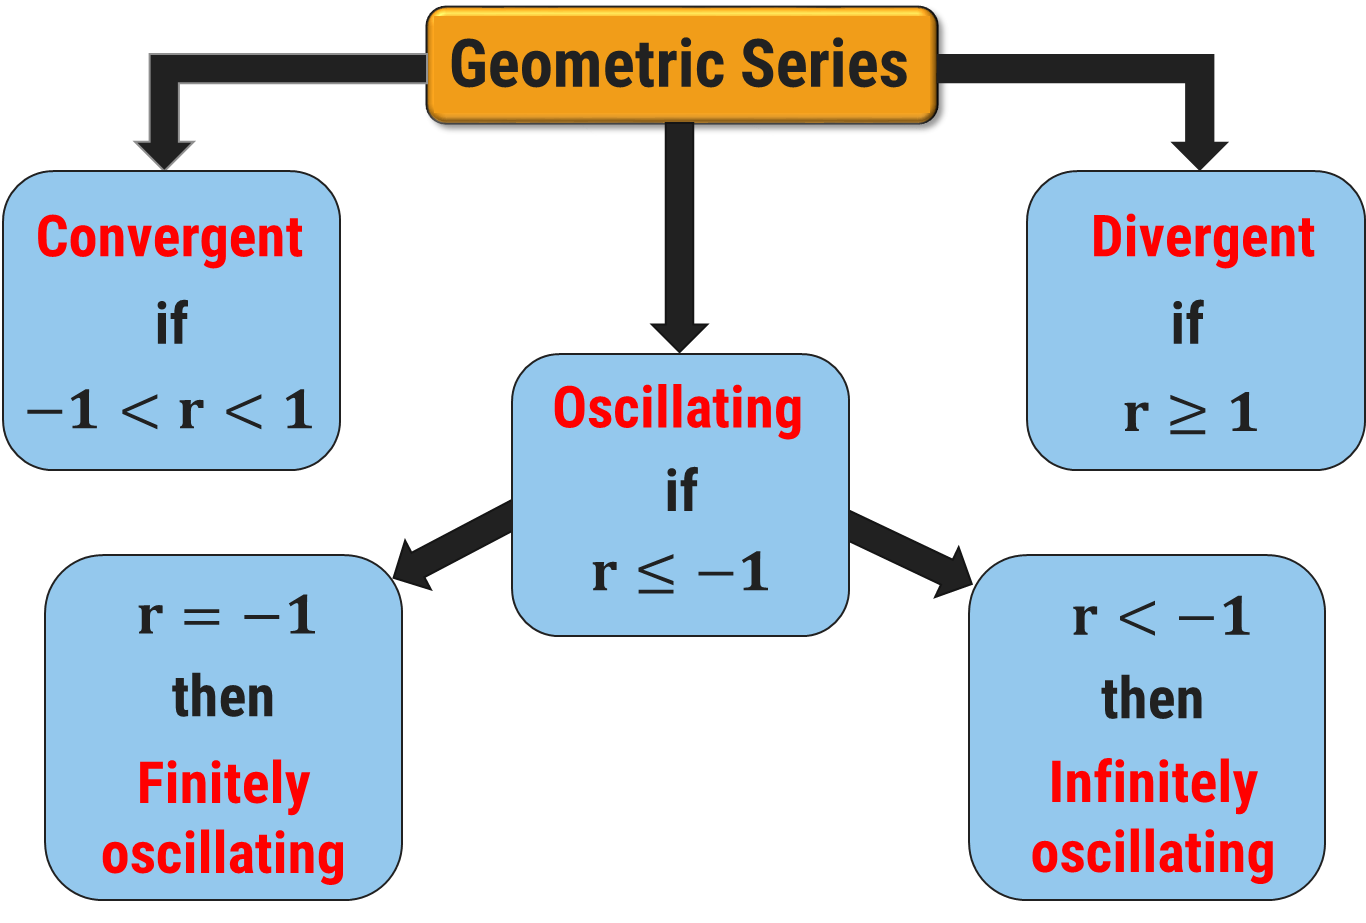 Geometric Series
Convergent
if
−1 < r < 1
Oscillating
if
r ≤ −1
Divergent
if
r ≥ 1
r = −1
then
Finitely
oscillating
r < −1
then
Infinitely
oscillating